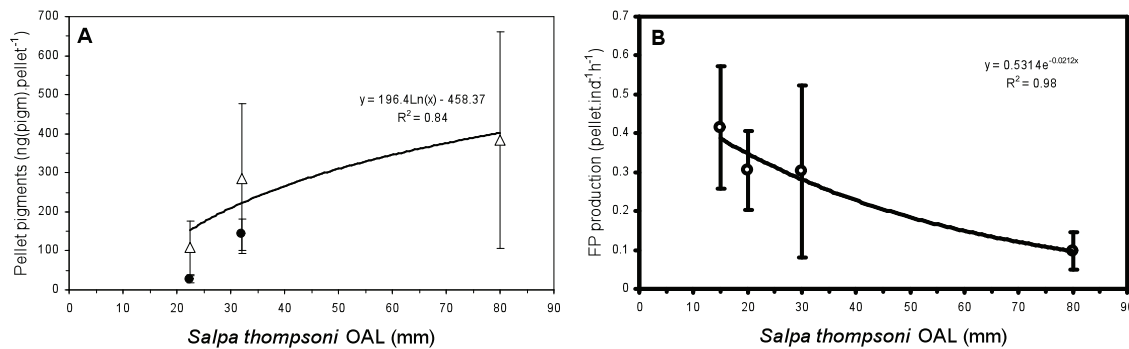 A
Pellet pigments (ng(pigm).pellet⁻¹)
700
600
500
400
300
200
100
0
y = 196.4Ln(x) - 458.37
R² = 0.84
0 10 20 30 40 50 60 70 80 90
Salpa thompsoni OAL (mm)
B
FP production (pellet.ind⁻¹.h⁻¹)
0.7
0.6
0.5
0.4
0.3
0.2
0.1
0
y = 0.5314e⁻⁰·⁰²¹²ˣ
R² = 0.98
0 10 20 30 40 50 60 70 80 90
Salpa thompsoni OAL (mm)